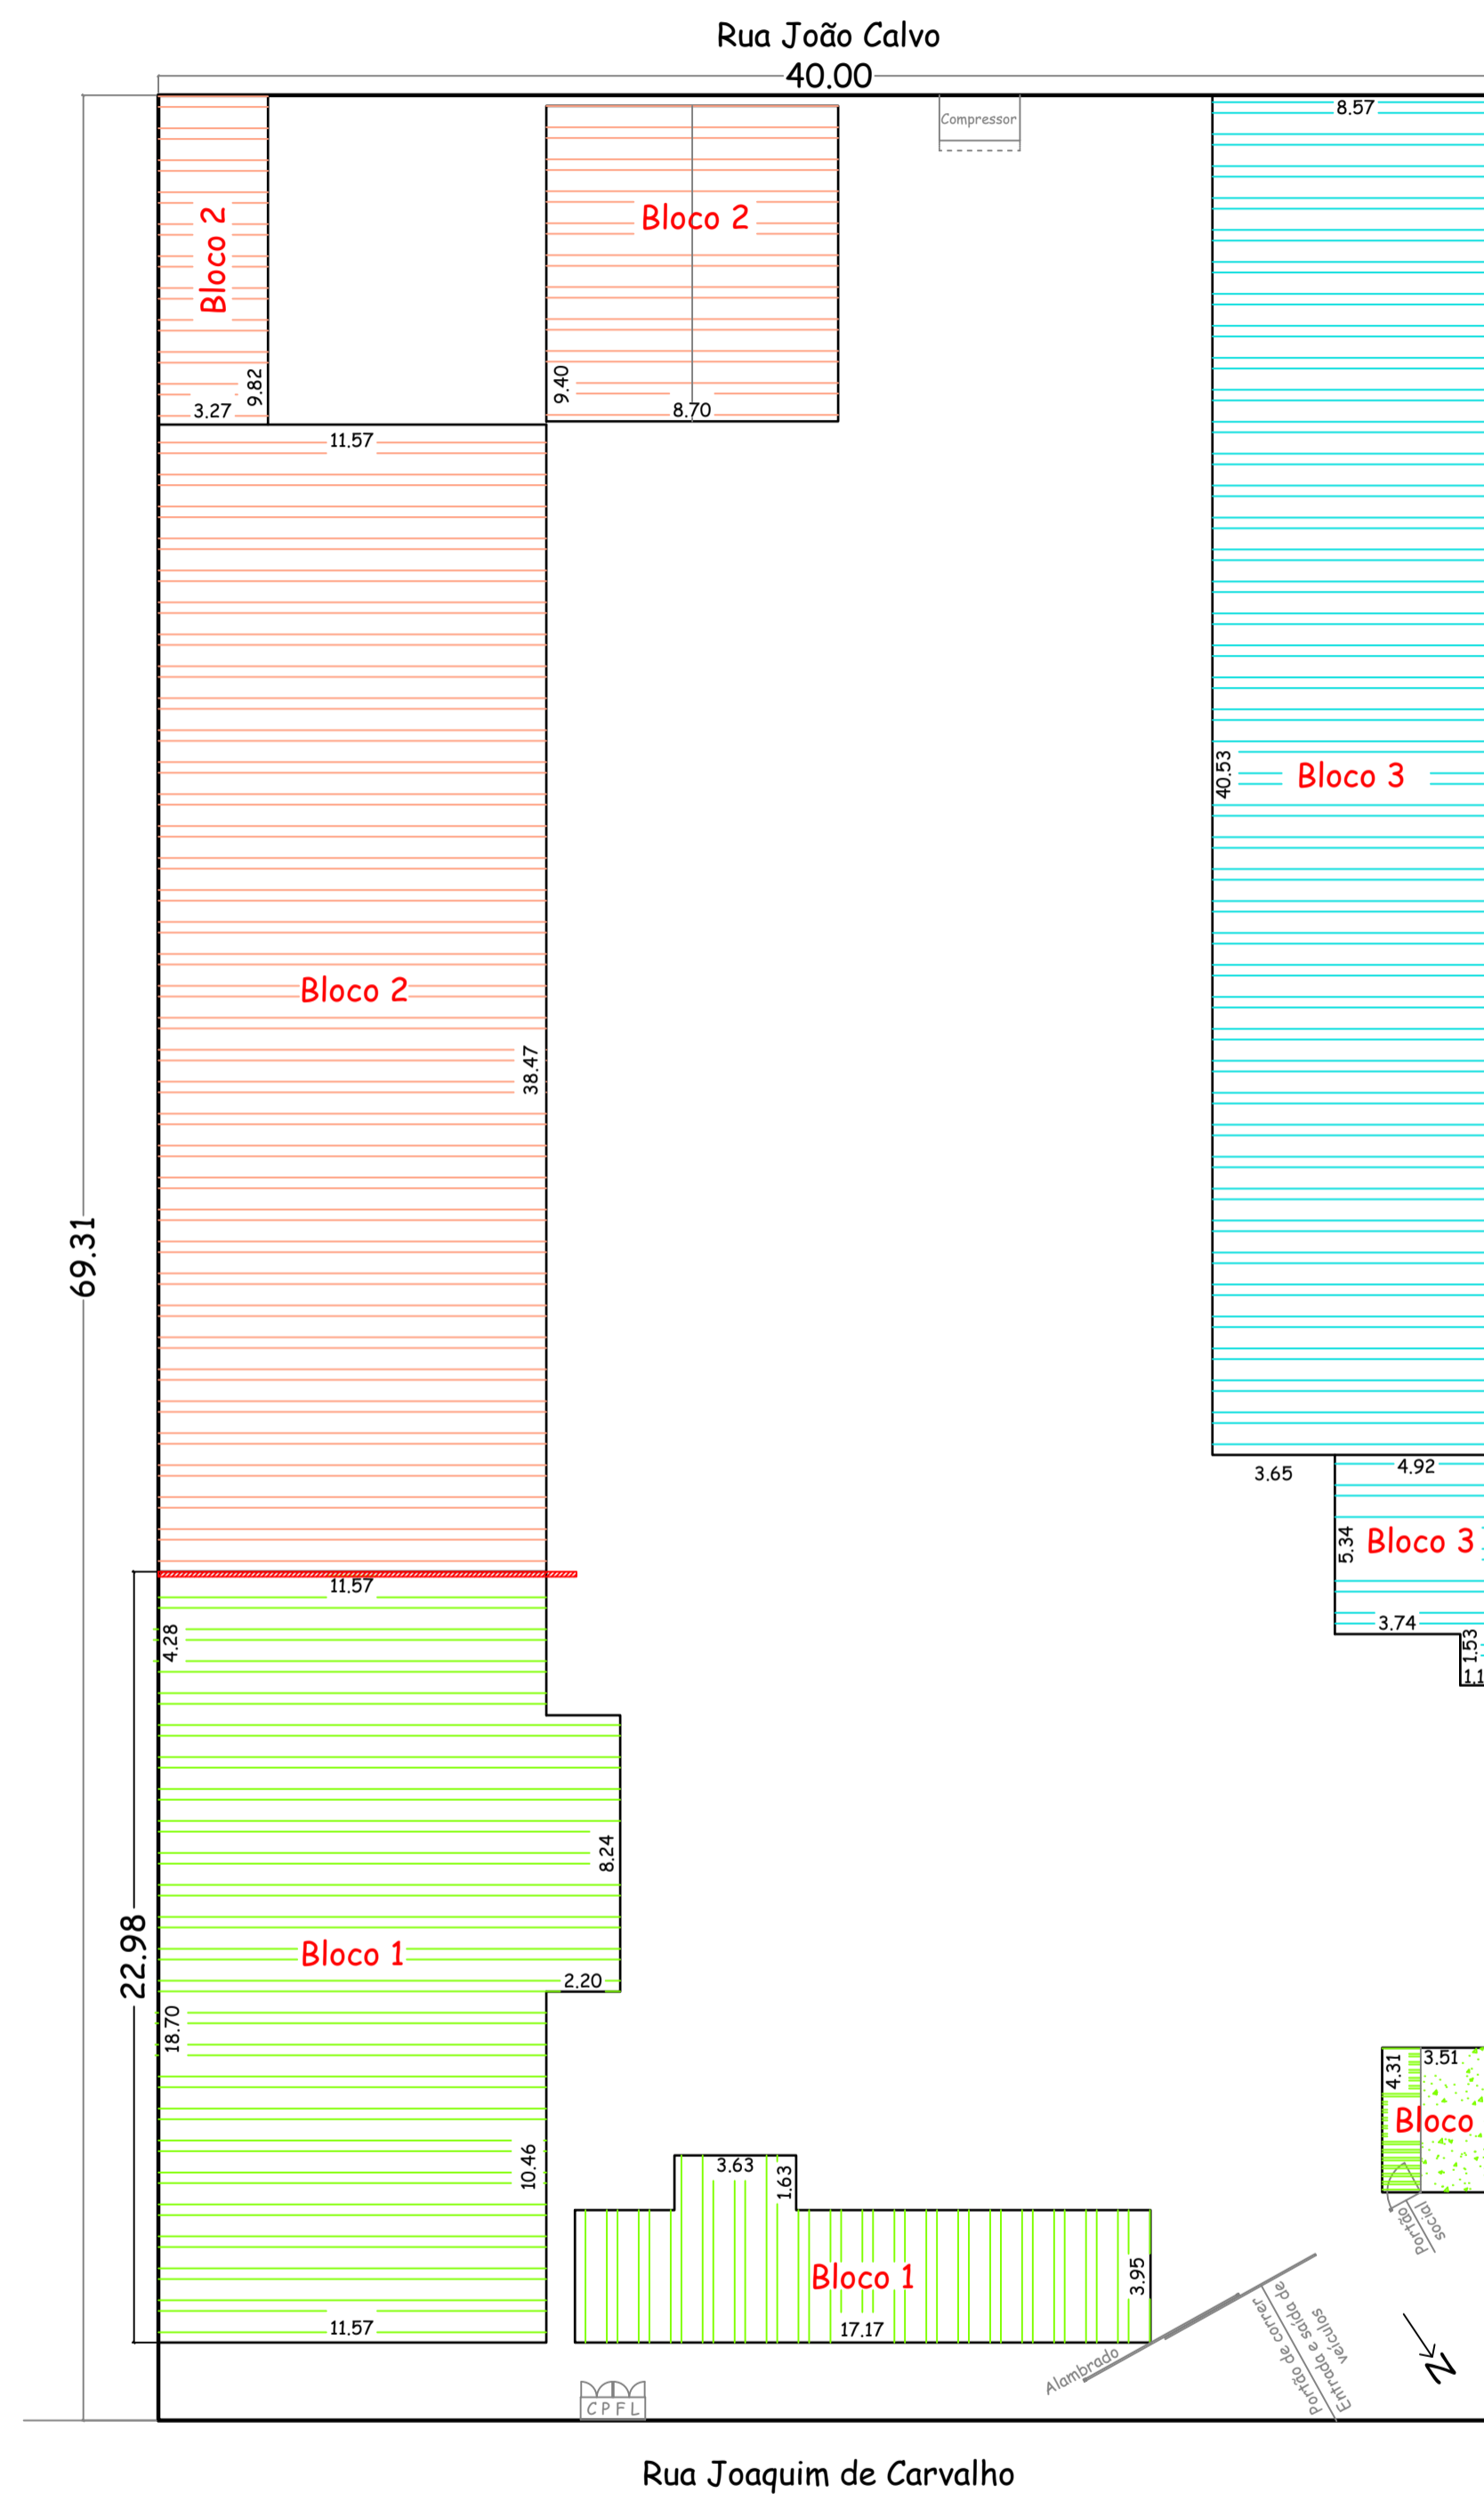 Rua João Calvo
40.00
8.57
Compressor
Bloco 2
Bloco 2
9.82
3.27
9.40
8.70
11.57
40.53
Bloco 3
Bloco 2
38.47
69.31
3.65
4.92
5.34
Bloco 3
3.74
1.53
1.1
11.57
4.28
8.24
22.98
Bloco 1
2.20
18.70
4.31
3.51
Bloco
10.46
3.63
1.63
Portão
social
Bloco 1
3.95
17.17
11.57
Alambrado
Portão de correr
Entrada e saída de
veículos
N
CPFL
Rua Joaquim de Carvalho